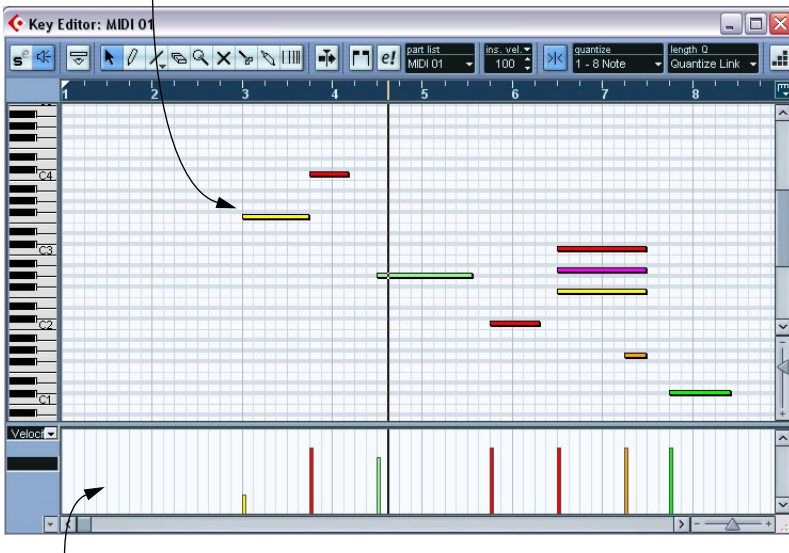 Key Editor: MIDI 01
part list
MIDI 01
ins. vel.
100
quantize
1 - 8 Note
length Q
Quantize Link
1 2 3 4 5 6 7 8
C4
C3
C2
C1
Veloci